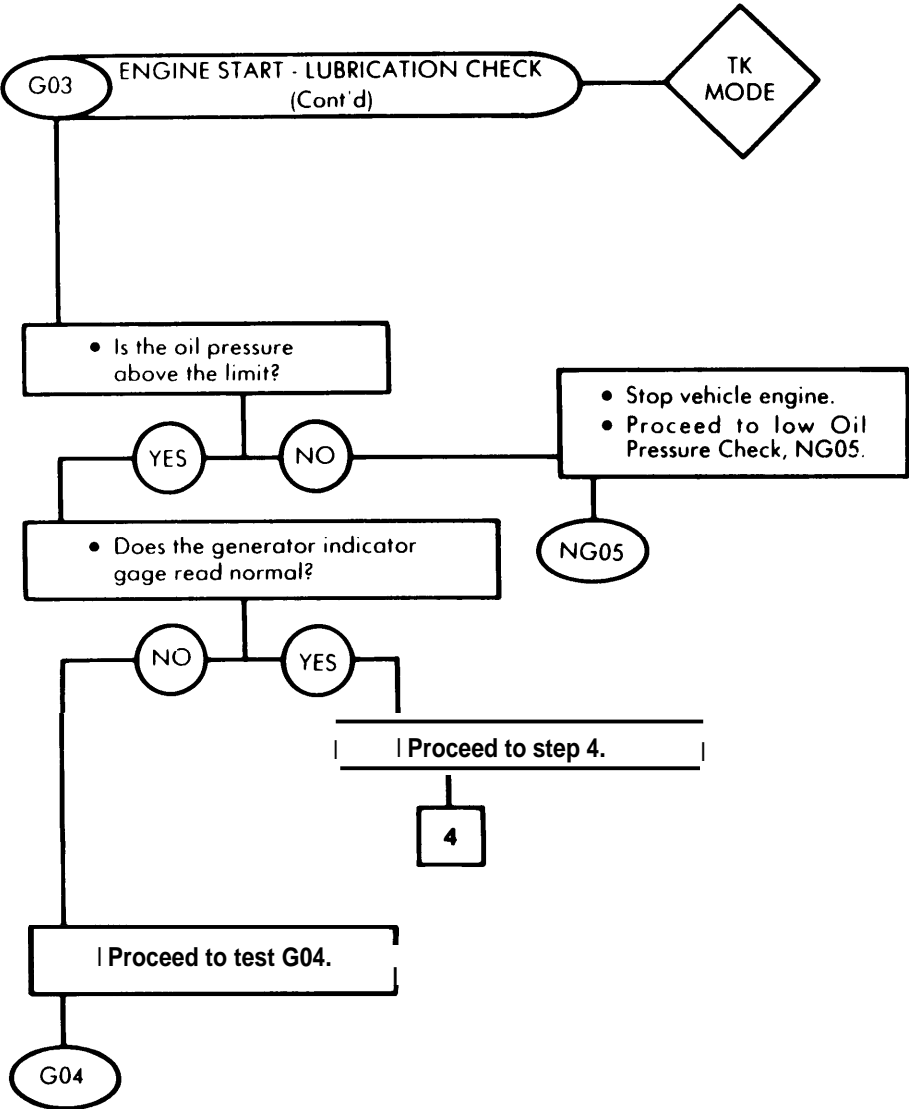 G03
ENGINE START - LUBRICATION CHECK
(Cont'd)
TK
MODE
• Is the oil pressure
above the limit?
YES
NO
• Stop vehicle engine.
• Proceed to low Oil
Pressure Check, NG05.
NG05
• Does the generator indicator
gage read normal?
NO
YES
Proceed to step 4.
4
Proceed to test G04.
G04